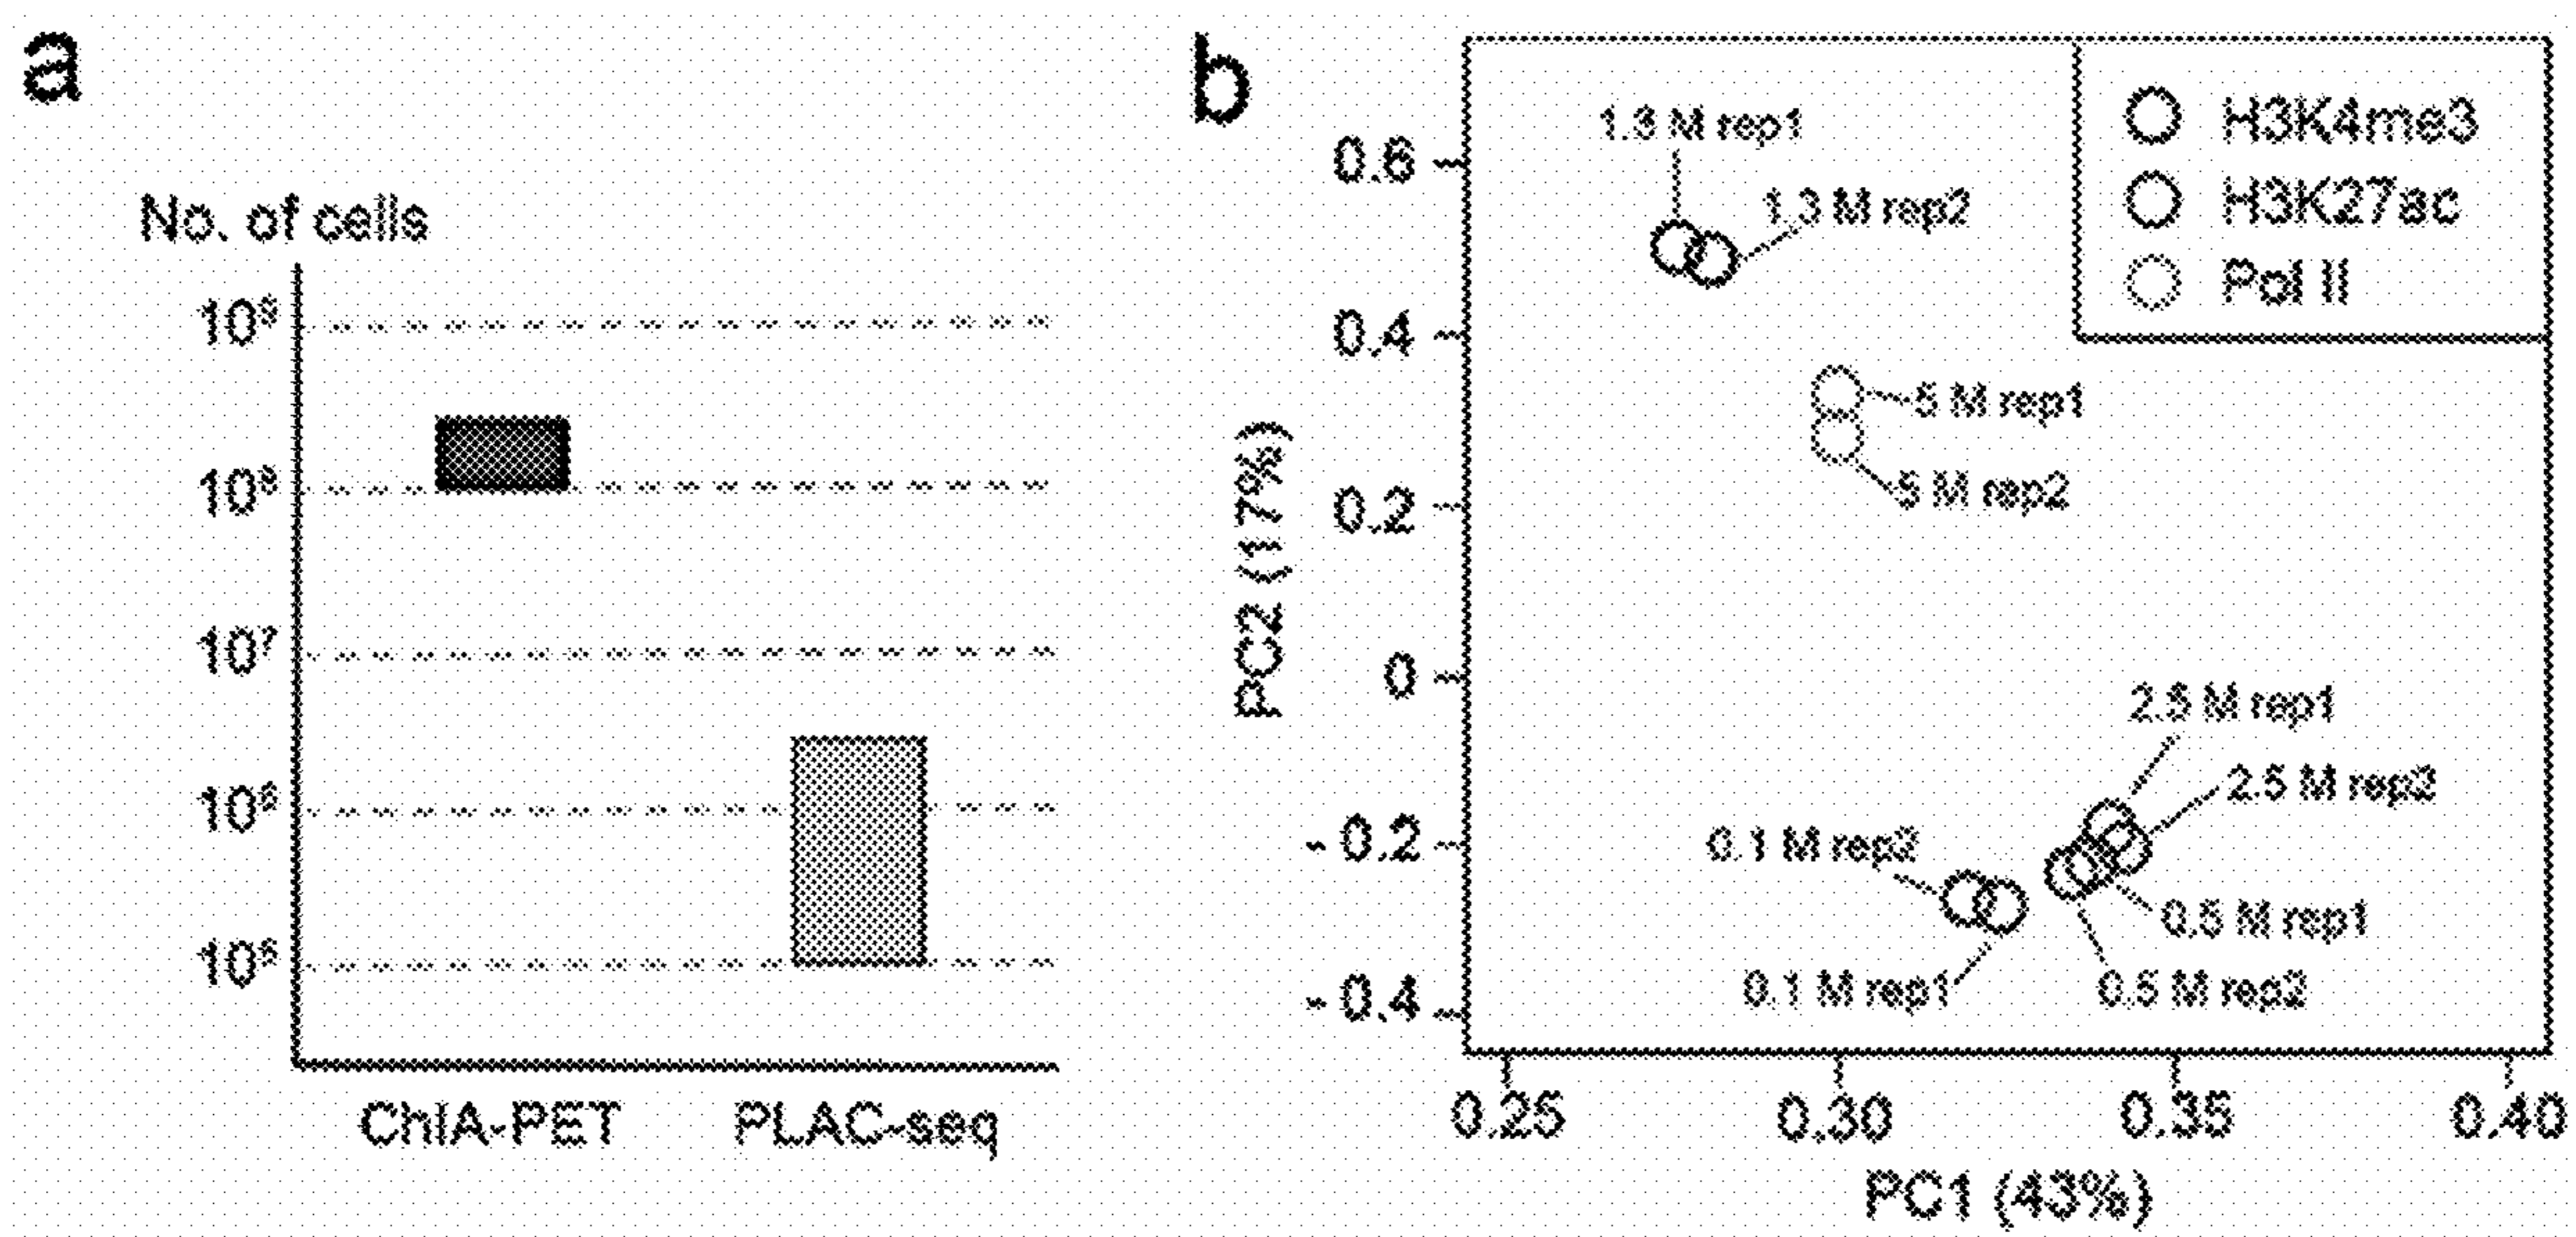 a
No. of cells
10⁹
10⁸
10⁷
10⁶
10⁵
ChIA-PET
PLAC-seq
b
H3K4me3
H3K27ac
Pol II
1.3 M rep1
1.3 M rep2
5 M rep1
5 M rep2
2.5 M rep1
2.5 M rep2
0.1 M rep2
0.5 M rep1
0.1 M rep1
0.5 M rep2
PC2 (17%)
0.6
0.4
0.2
0
- 0.2
- 0.4
0.25
0.30
0.35
0.40
PC1 (43%)